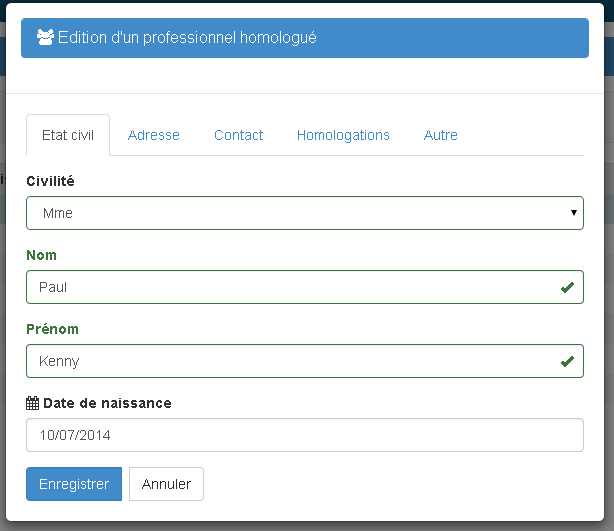 Edition d'un professionnel homologué
Etat civil Adresse Contact Homologations Autre
Civilité
Mme
Nom
Paul
Prénom
Kenny
Date de naissance
10/07/2014
Enregistrer Annuler